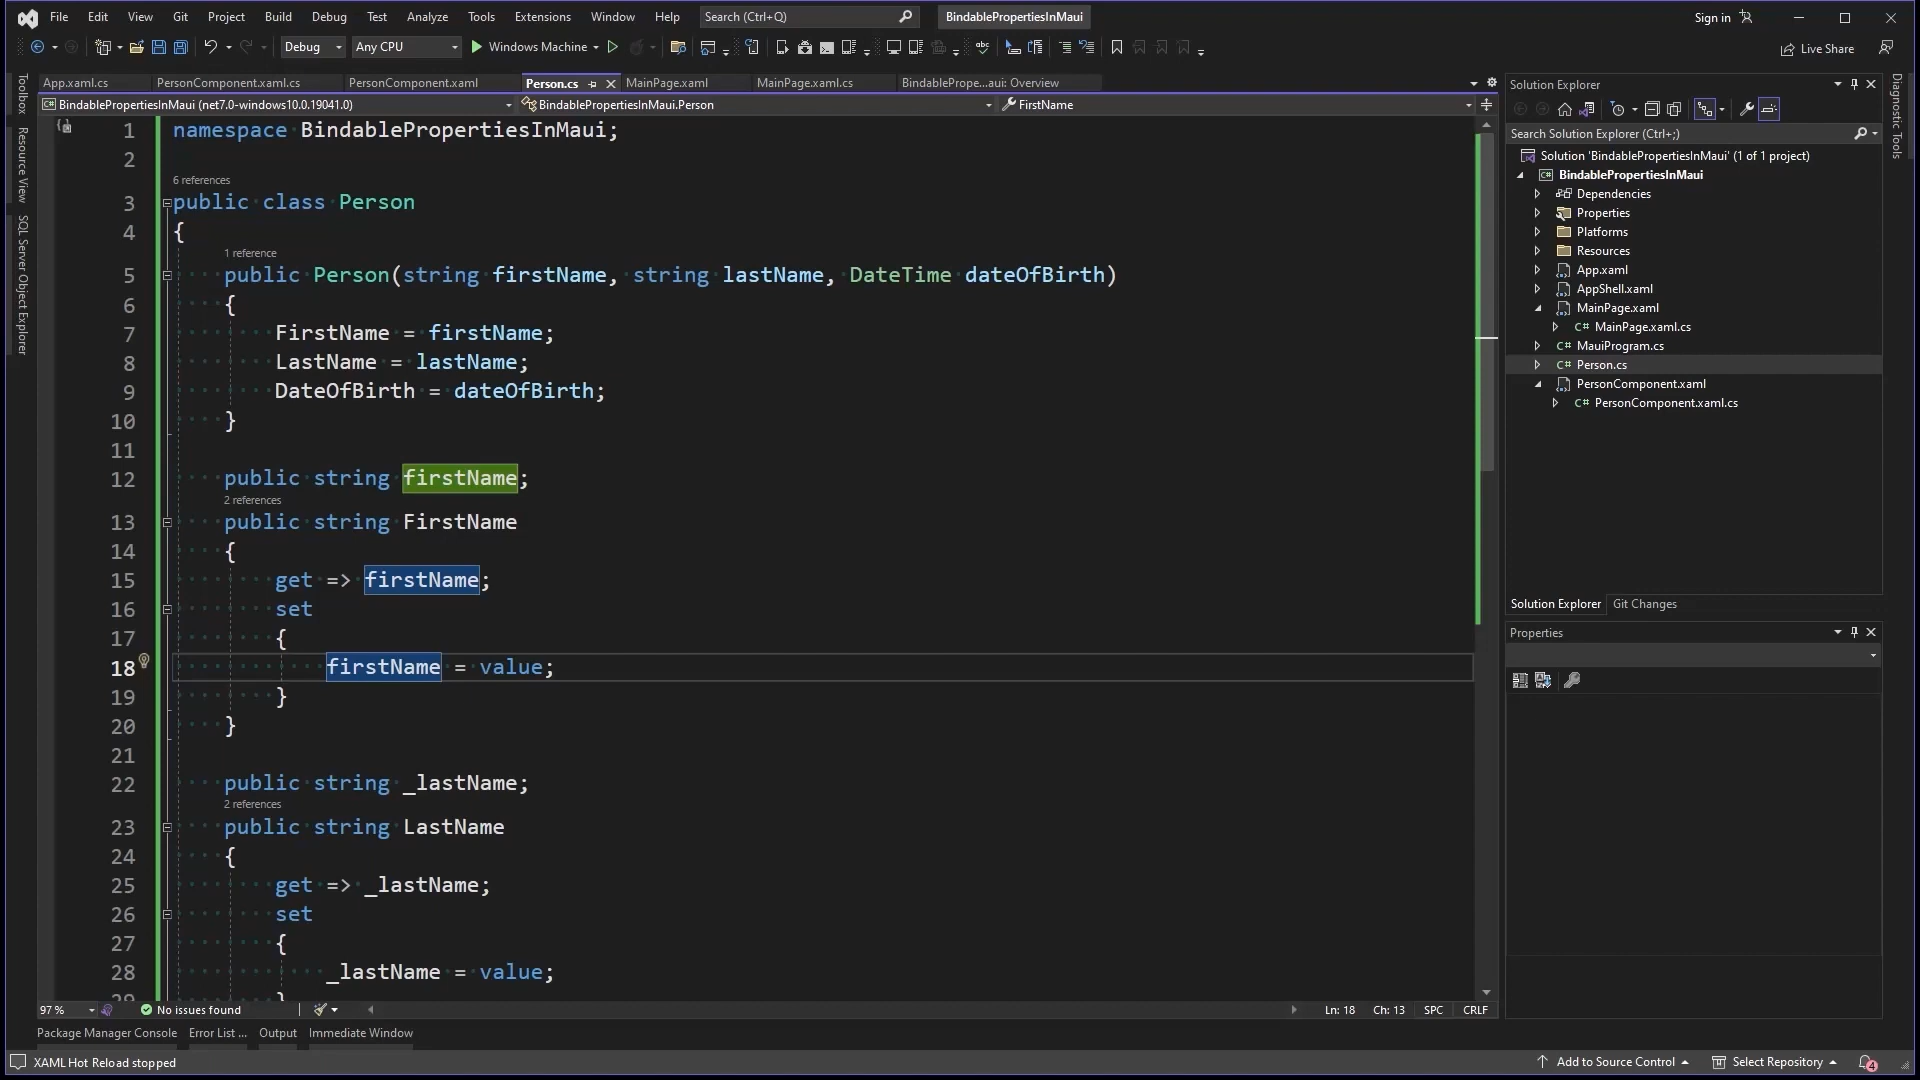 File Edit View Git Project Build Debug Test Analyze Tools Extensions Window Help Search (Ctrl+Q) BindablePropertiesInMaui Sign in
Debug Any CPU Windows Machine Live Share
App.xaml.cs PersonComponent.xaml.cs PersonComponent.xaml Person.cs MainPage.xaml MainPage.xaml.cs BindablePrope...aui: Overview
BindablePropertiesInMaui (net7.0-windows10.0.19041.0) BindablePropertiesInMaui.Person FirstName
Toolbox
Resource View
SQL Server Object Explorer
1 namespace BindablePropertiesInMaui;
2
6 references
3 public class Person
4 {
1 reference
5 public Person(string firstName, string lastName, DateTime dateOfBirth)
6 {
7 FirstName = firstName;
8 LastName = lastName;
9 DateOfBirth = dateOfBirth;
10 }
11
12 public string firstName;
2 references
13 public string FirstName
14 {
15 get => firstName;
16 set
17 {
18 firstName = value;
19 }
20 }
21
22 public string _lastName;
2 references
23 public string LastName
24 {
25 get => _lastName;
26 set
27 {
28 _lastName = value;
29 }
97 % No issues found Ln: 18 Ch: 13 SPC CRLF
Package Manager Console Error List ... Output Immediate Window
XAML Hot Reload stopped Add to Source Control Select Repository 4
Solution Explorer
Search Solution Explorer (Ctrl+;)
Solution 'BindablePropertiesInMaui' (1 of 1 project)
C# BindablePropertiesInMaui
Dependencies
Properties
Platforms
Resources
App.xaml
AppShell.xaml
MainPage.xaml
C# MainPage.xaml.cs
C# MauiProgram.cs
C# Person.cs
PersonComponent.xaml
C# PersonComponent.xaml.cs
Solution Explorer Git Changes
Properties
Diagnostic Tools